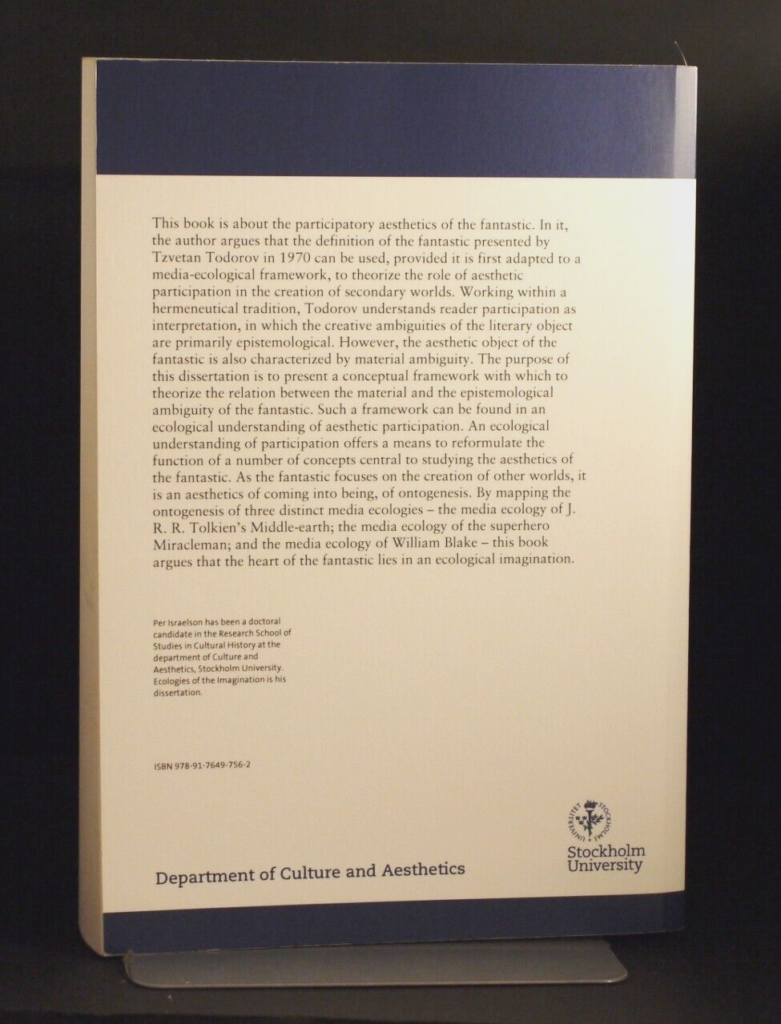 This book is about the participatory aesthetics of the fantastic. In it,
the author argues that the definition of the fantastic presented by
Tzvetan Todorov in 1970 can be used, provided it is first adapted to a
media-ecological framework, to theorize the role of aesthetic
participation in the creation of secondary worlds. Working within a
hermeneutical tradition, Todorov understands reader participation as
interpretation, in which the creative ambiguities of the literary object
are primarily epistemological. However, the aesthetic object of the
fantastic is also characterized by material ambiguity. The purpose of
this dissertation is to present a conceptual framework with which to
theorize the relation between the material and the epistemological
ambiguity of the fantastic. Such a framework can be found in an
ecological understanding of aesthetic participation. An ecological
understanding of participation offers a means to reformulate the
function of a number of concepts central to studying the aesthetics of
the fantastic. As the fantastic focuses on the creation of other worlds, it
is an aesthetics of coming into being, of ontogenesis. By mapping the
ontogenesis of three distinct media ecologies – the media ecology of J.
R. R. Tolkien's Middle-earth; the media ecology of the superhero
Miracleman; and the media ecology of William Blake – this book
argues that the heart of the fantastic lies in an ecological imagination.
Per Israelson has been a doctoral
candidate in the Research School of
Studies in Cultural History at the
department of Culture and
Aesthetics, Stockholm University.
Ecologies of the Imagination is his
dissertation.
ISBN 978-91-7649-756-2
STOCKHOLMS UNIVERSITET
Stockholm
University
Department of Culture and Aesthetics